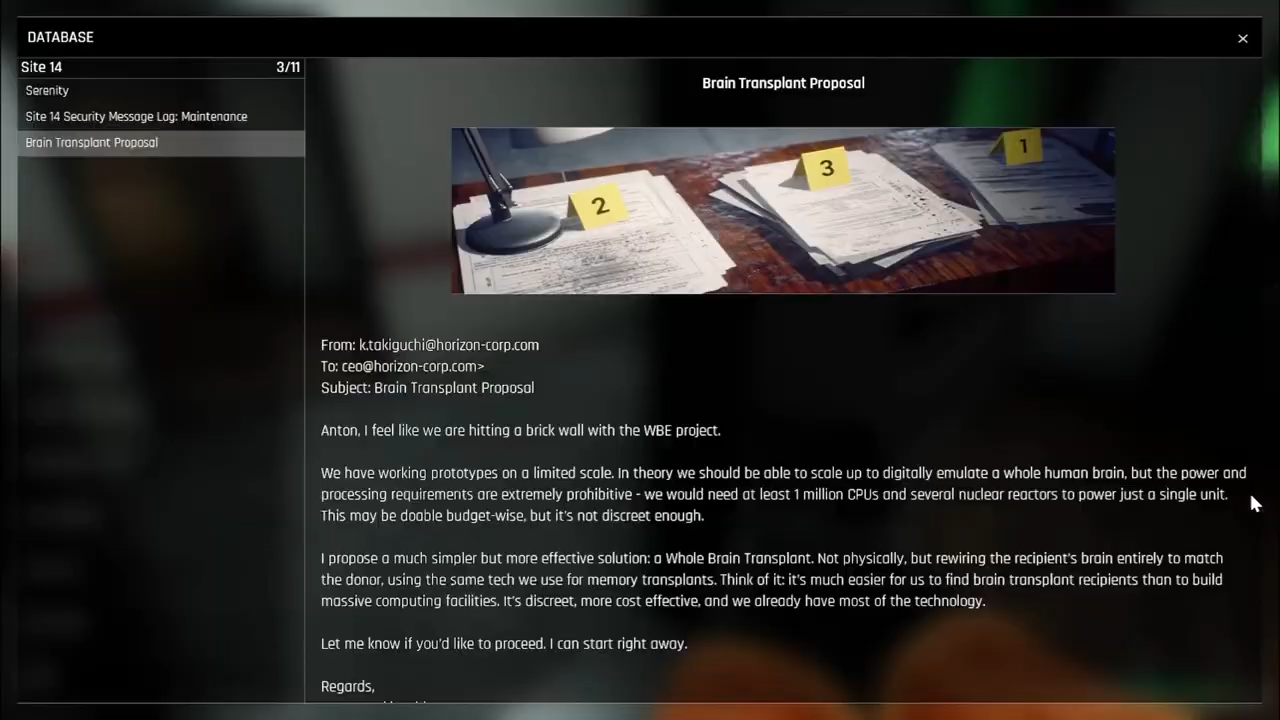 DATABASE
×
Site 14 3/11
Serenity
Site 14 Security Message Log: Maintenance
Brain Transplant Proposal
Brain Transplant Proposal
2
3
1
From: k.takiguchi@horizon-corp.com
To: ceo@horizon-corp.com>
Subject: Brain Transplant Proposal
Anton, I feel like we are hitting a brick wall with the WBE project.
We have working prototypes on a limited scale. In theory we should be able to scale up to digitally emulate a whole human brain, but the power and
processing requirements are extremely prohibitive - we would need at least 1 million CPUs and several nuclear reactors to power just a single unit.
This may be doable budget-wise, but it's not discreet enough.
I propose a much simpler but more effective solution: a Whole Brain Transplant. Not physically, but rewiring the recipient's brain entirely to match
the donor, using the same tech we use for memory transplants. Think of it: it's much easier for us to find brain transplant recipients than to build
massive computing facilities. It's discreet, more cost effective, and we already have most of the technology.
Let me know if you'd like to proceed. I can start right away.
Regards,